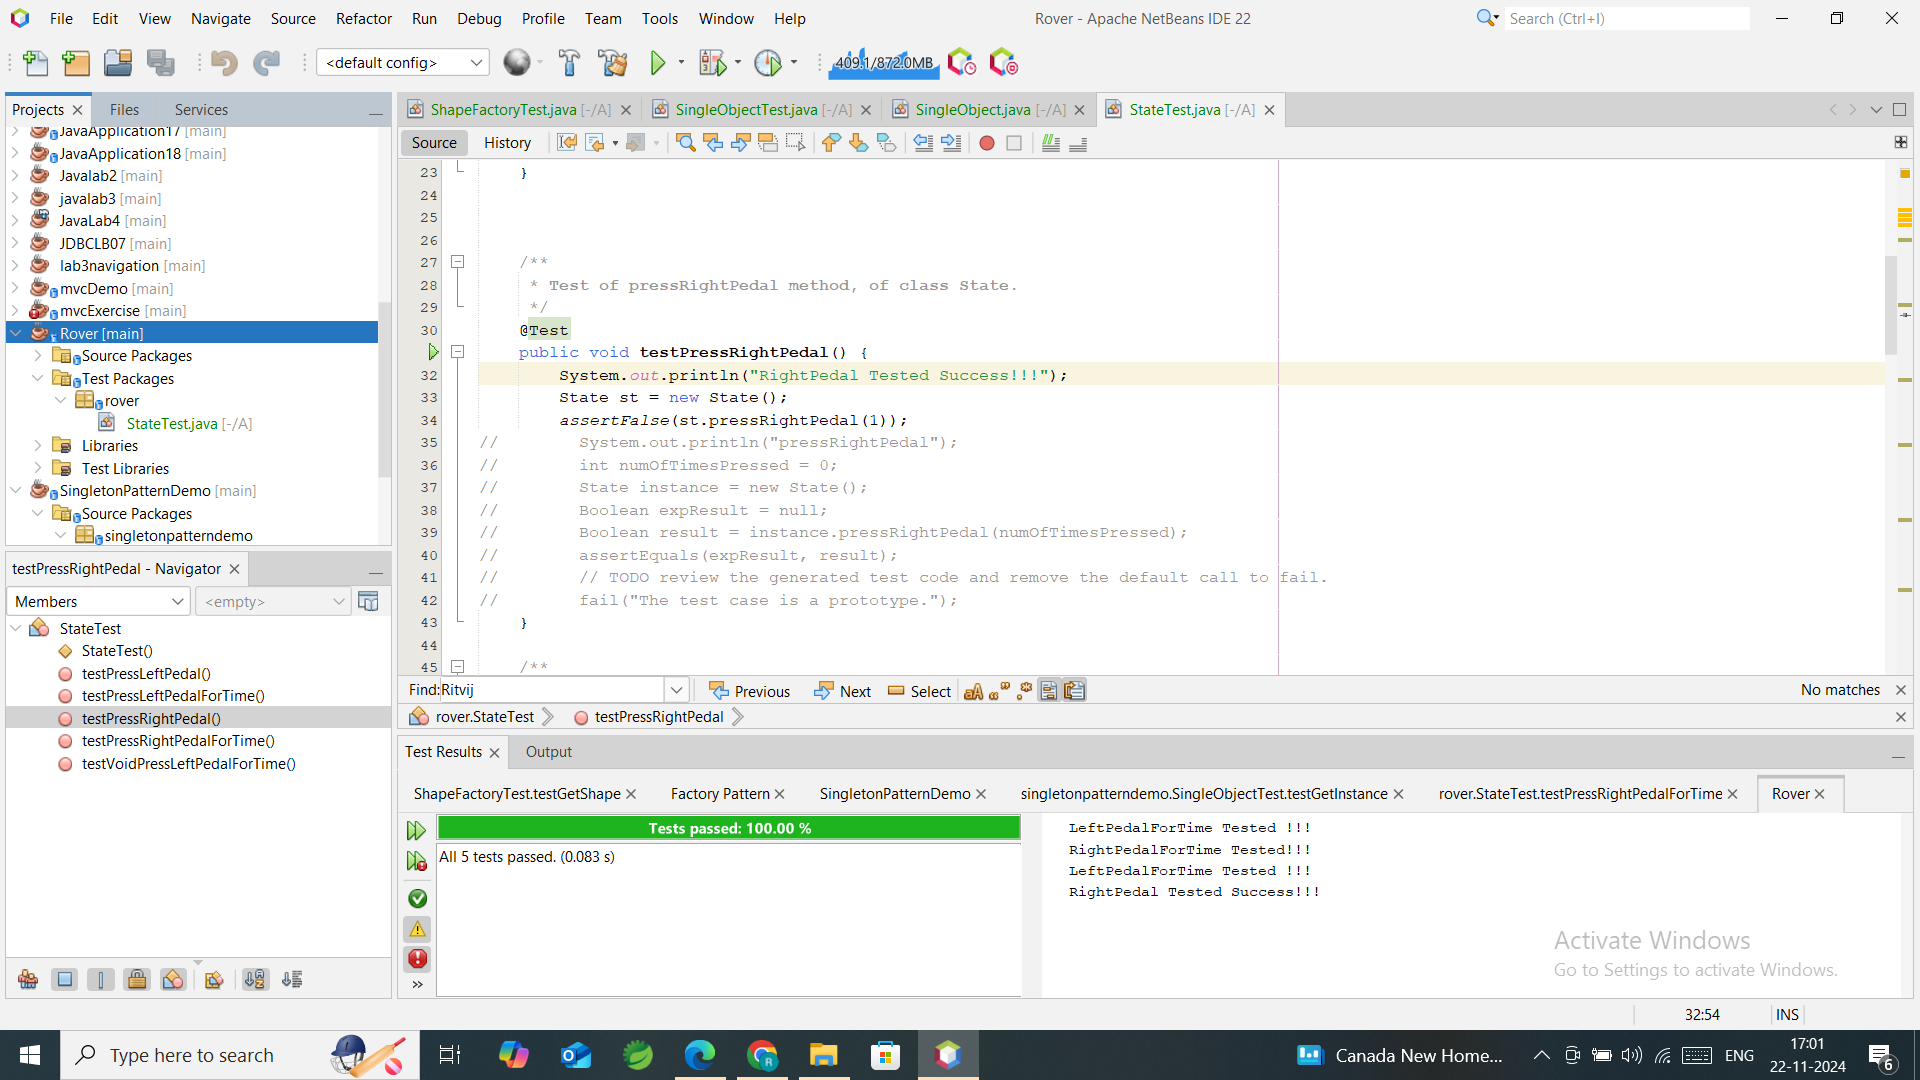 File Edit View Navigate Source Refactor Run Debug Profile Team Tools Window Help
Rover - Apache NetBeans IDE 22
Search (Ctrl+I)
<default config>
409.1/872.0MB
Projects Files Services
JavaApplication17 [main]
JavaApplication18 [main]
Javalab2 [main]
javalab3 [main]
JavaLab4 [main]
JDBCLB07 [main]
lab3navigation [main]
mvcDemo [main]
mvcExercise [main]
Rover [main]
Source Packages
Test Packages
rover
StateTest.java [-/A]
Libraries
Test Libraries
SingletonPatternDemo [main]
Source Packages
singletonpatterndemo
testPressRightPedal - Navigator
Members <empty>
StateTest
StateTest()
testPressLeftPedal()
testPressLeftPedalForTime()
testPressRightPedal()
testPressRightPedalForTime()
testVoidPressLeftPedalForTime()
ShapeFactoryTest.java [-/A] SingleObjectTest.java [-/A] SingleObject.java [-/A] StateTest.java [-/A]
Source History
23 }
24
25
26
27 /**
28 * Test of pressRightPedal method, of class State.
29 */
30 @Test
public void testPressRightPedal() {
32 System.out.println("RightPedal Tested Success!!!");
33 State st = new State();
34 assertFalse(st.pressRightPedal(1));
35 // System.out.println("pressRightPedal");
36 // int numOfTimesPressed = 0;
37 // State instance = new State();
38 // Boolean expResult = null;
39 // Boolean result = instance.pressRightPedal(numOfTimesPressed);
40 // assertEquals(expResult, result);
41 // // TODO review the generated test code and remove the default call to fail.
42 // fail("The test case is a prototype.");
43 }
44
45 /**
Find: Ritvij Previous Next Select No matches
rover.StateTest testPressRightPedal
Test Results Output
ShapeFactoryTest.testGetShape Factory Pattern SingletonPatternDemo singletonpatterndemo.SingleObjectTest.testGetInstance rover.StateTest.testPressRightPedalForTime Rover
Tests passed: 100.00 %
All 5 tests passed. (0.083 s)
LeftPedalForTime Tested !!!
RightPedalForTime Tested!!!
LeftPedalForTime Tested !!!
RightPedal Tested Success!!!
Activate Windows
Go to Settings to activate Windows.
32:54 INS
Type here to search
Canada New Home...
ENG
17:01
22-11-2024
6